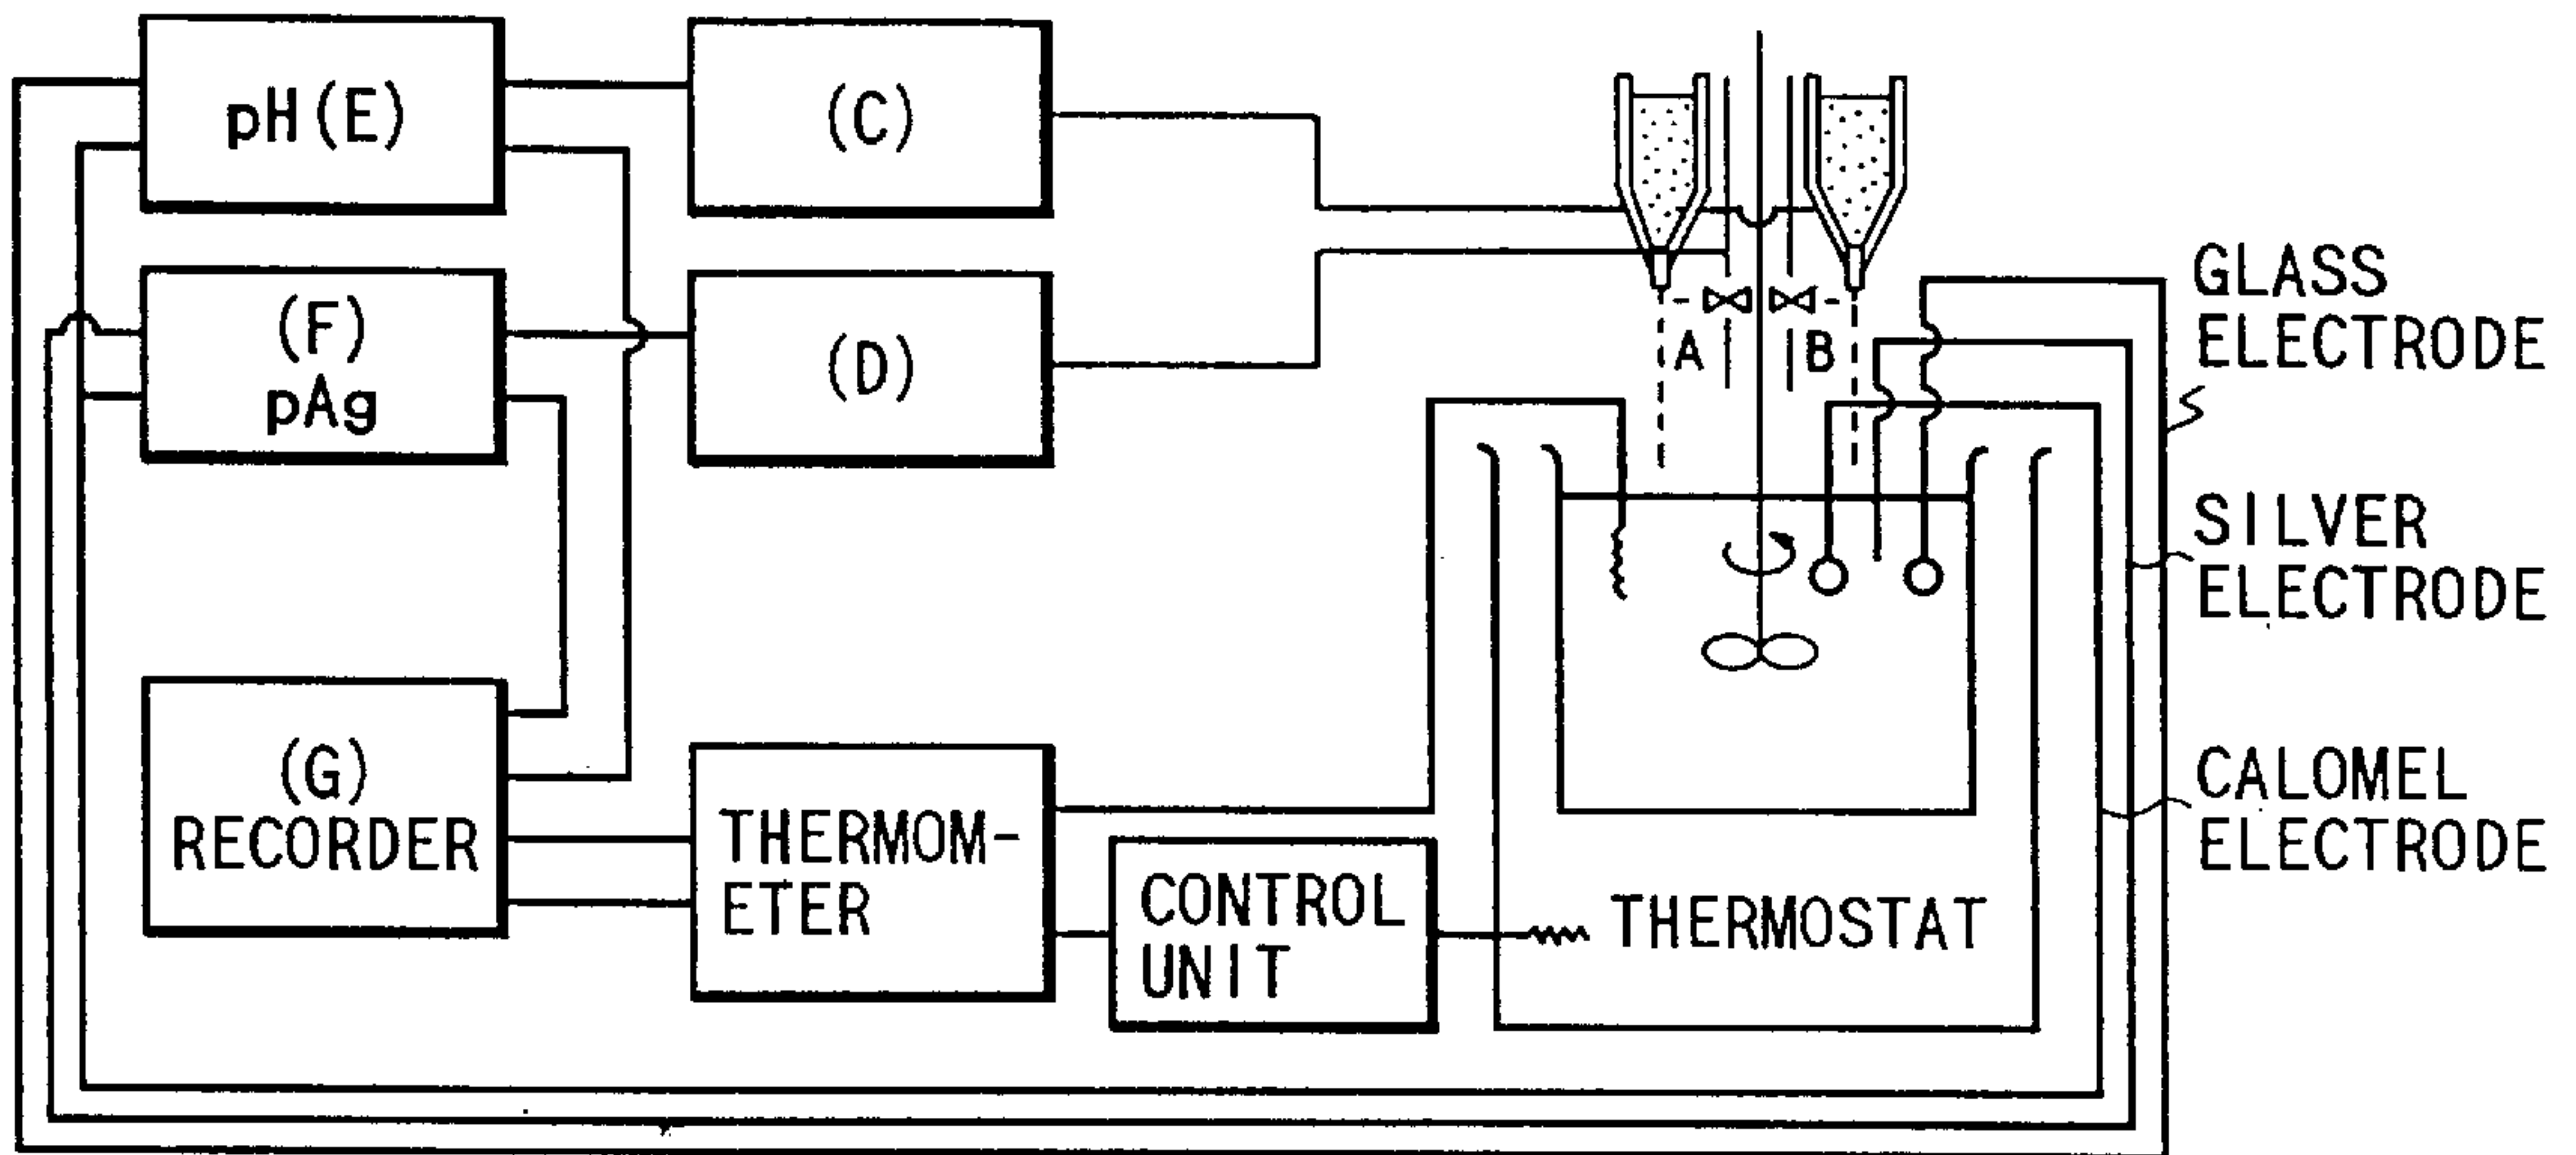 pH(E)
(C)
(F)
pAg
(D)
A
B
GLASS
ELECTRODE
SILVER
ELECTRODE
CALOMEL
ELECTRODE
(G)
RECORDER
THERMOM-
ETER
CONTROL
UNIT
THERMOSTAT